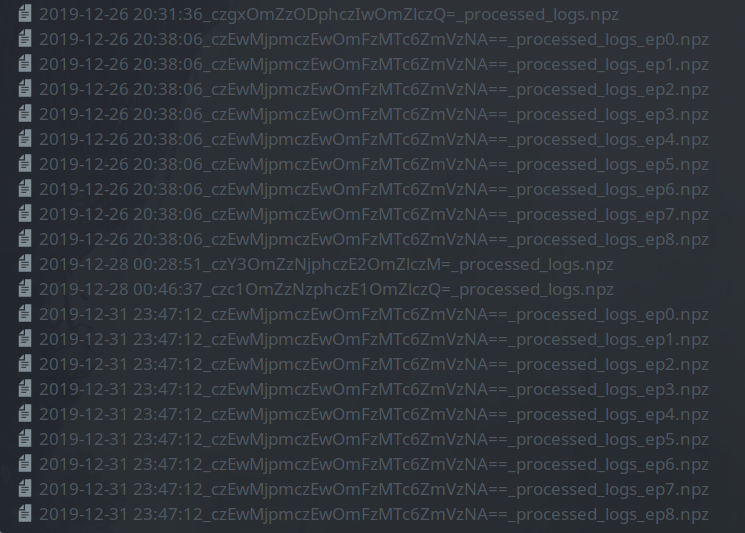 2019-12-26 20:31:36_czgxOmZzODphczIwOmZlczQ=_processed_logs.npz
2019-12-26 20:38:06_czEwMjpmczEwOmFzMTc6ZmVzNA==_processed_logs_ep0.npz
2019-12-26 20:38:06_czEwMjpmczEwOmFzMTc6ZmVzNA==_processed_logs_ep1.npz
2019-12-26 20:38:06_czEwMjpmczEwOmFzMTc6ZmVzNA==_processed_logs_ep2.npz
2019-12-26 20:38:06_czEwMjpmczEwOmFzMTc6ZmVzNA==_processed_logs_ep3.npz
2019-12-26 20:38:06_czEwMjpmczEwOmFzMTc6ZmVzNA==_processed_logs_ep4.npz
2019-12-26 20:38:06_czEwMjpmczEwOmFzMTc6ZmVzNA==_processed_logs_ep5.npz
2019-12-26 20:38:06_czEwMjpmczEwOmFzMTc6ZmVzNA==_processed_logs_ep6.npz
2019-12-26 20:38:06_czEwMjpmczEwOmFzMTc6ZmVzNA==_processed_logs_ep7.npz
2019-12-26 20:38:06_czEwMjpmczEwOmFzMTc6ZmVzNA==_processed_logs_ep8.npz
2019-12-28 00:28:51_czY3OmZzNjphczE2OmZlczM=_processed_logs.npz
2019-12-28 00:46:37_czc1OmZzNzphczE1OmZlczQ=_processed_logs.npz
2019-12-31 23:47:12_czEwMjpmczEwOmFzMTc6ZmVzNA==_processed_logs_ep0.npz
2019-12-31 23:47:12_czEwMjpmczEwOmFzMTc6ZmVzNA==_processed_logs_ep1.npz
2019-12-31 23:47:12_czEwMjpmczEwOmFzMTc6ZmVzNA==_processed_logs_ep2.npz
2019-12-31 23:47:12_czEwMjpmczEwOmFzMTc6ZmVzNA==_processed_logs_ep3.npz
2019-12-31 23:47:12_czEwMjpmczEwOmFzMTc6ZmVzNA==_processed_logs_ep4.npz
2019-12-31 23:47:12_czEwMjpmczEwOmFzMTc6ZmVzNA==_processed_logs_ep5.npz
2019-12-31 23:47:12_czEwMjpmczEwOmFzMTc6ZmVzNA==_processed_logs_ep6.npz
2019-12-31 23:47:12_czEwMjpmczEwOmFzMTc6ZmVzNA==_processed_logs_ep7.npz
2019-12-31 23:47:12_czEwMjpmczEwOmFzMTc6ZmVzNA==_processed_logs_ep8.npz